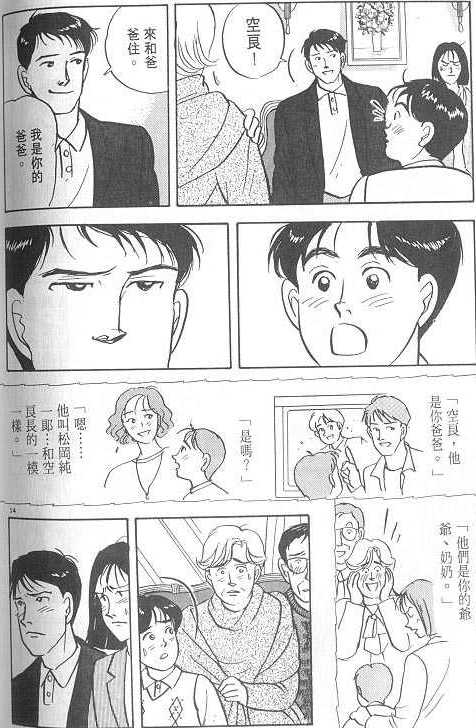 空良！
來和爸
爸住。
我是你的
爸爸。
「空良，他
是你爸爸。」
「是嗎？」
「嗯……
他叫松岡純
一郎…和空
良長的一模
一樣。」
「他們是你的爺
爺、奶奶。」
14